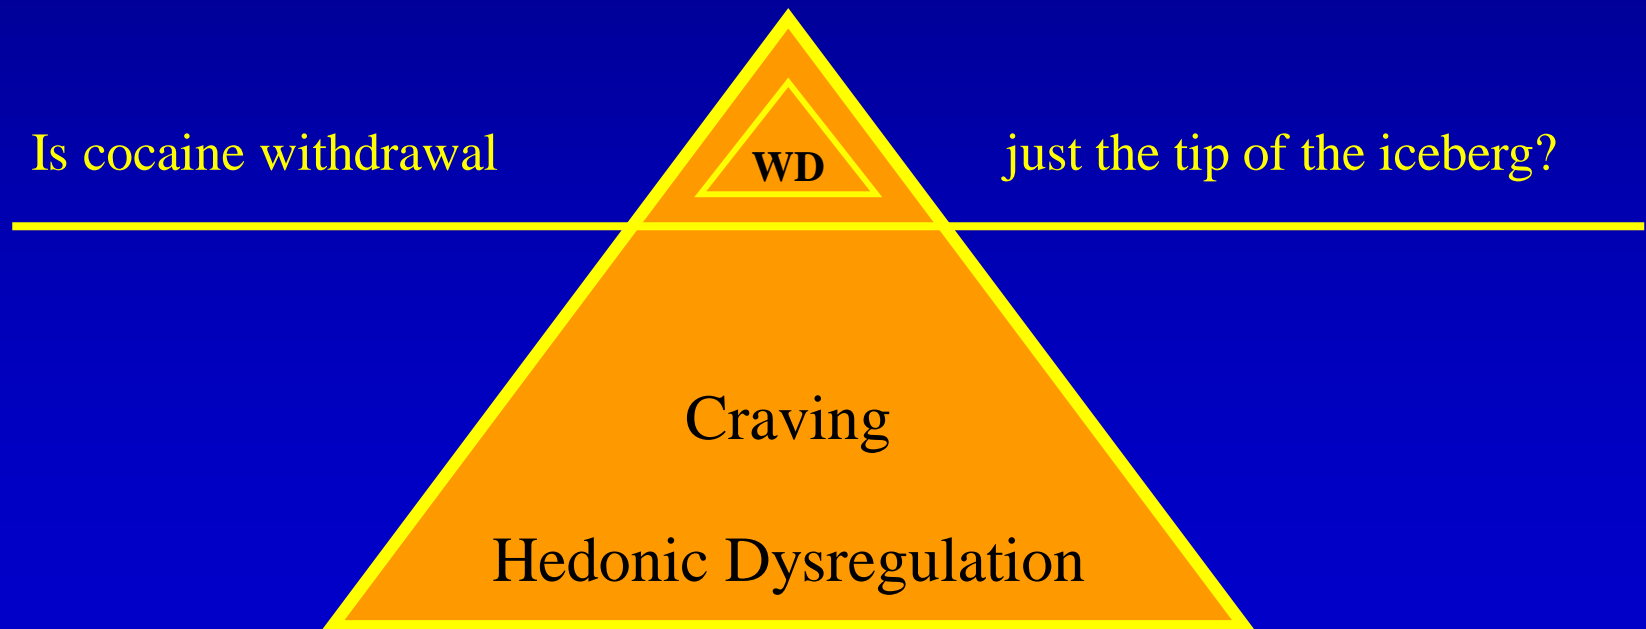 Is cocaine withdrawal
just the tip of the iceberg?
WD
Craving
Hedonic Dysregulation